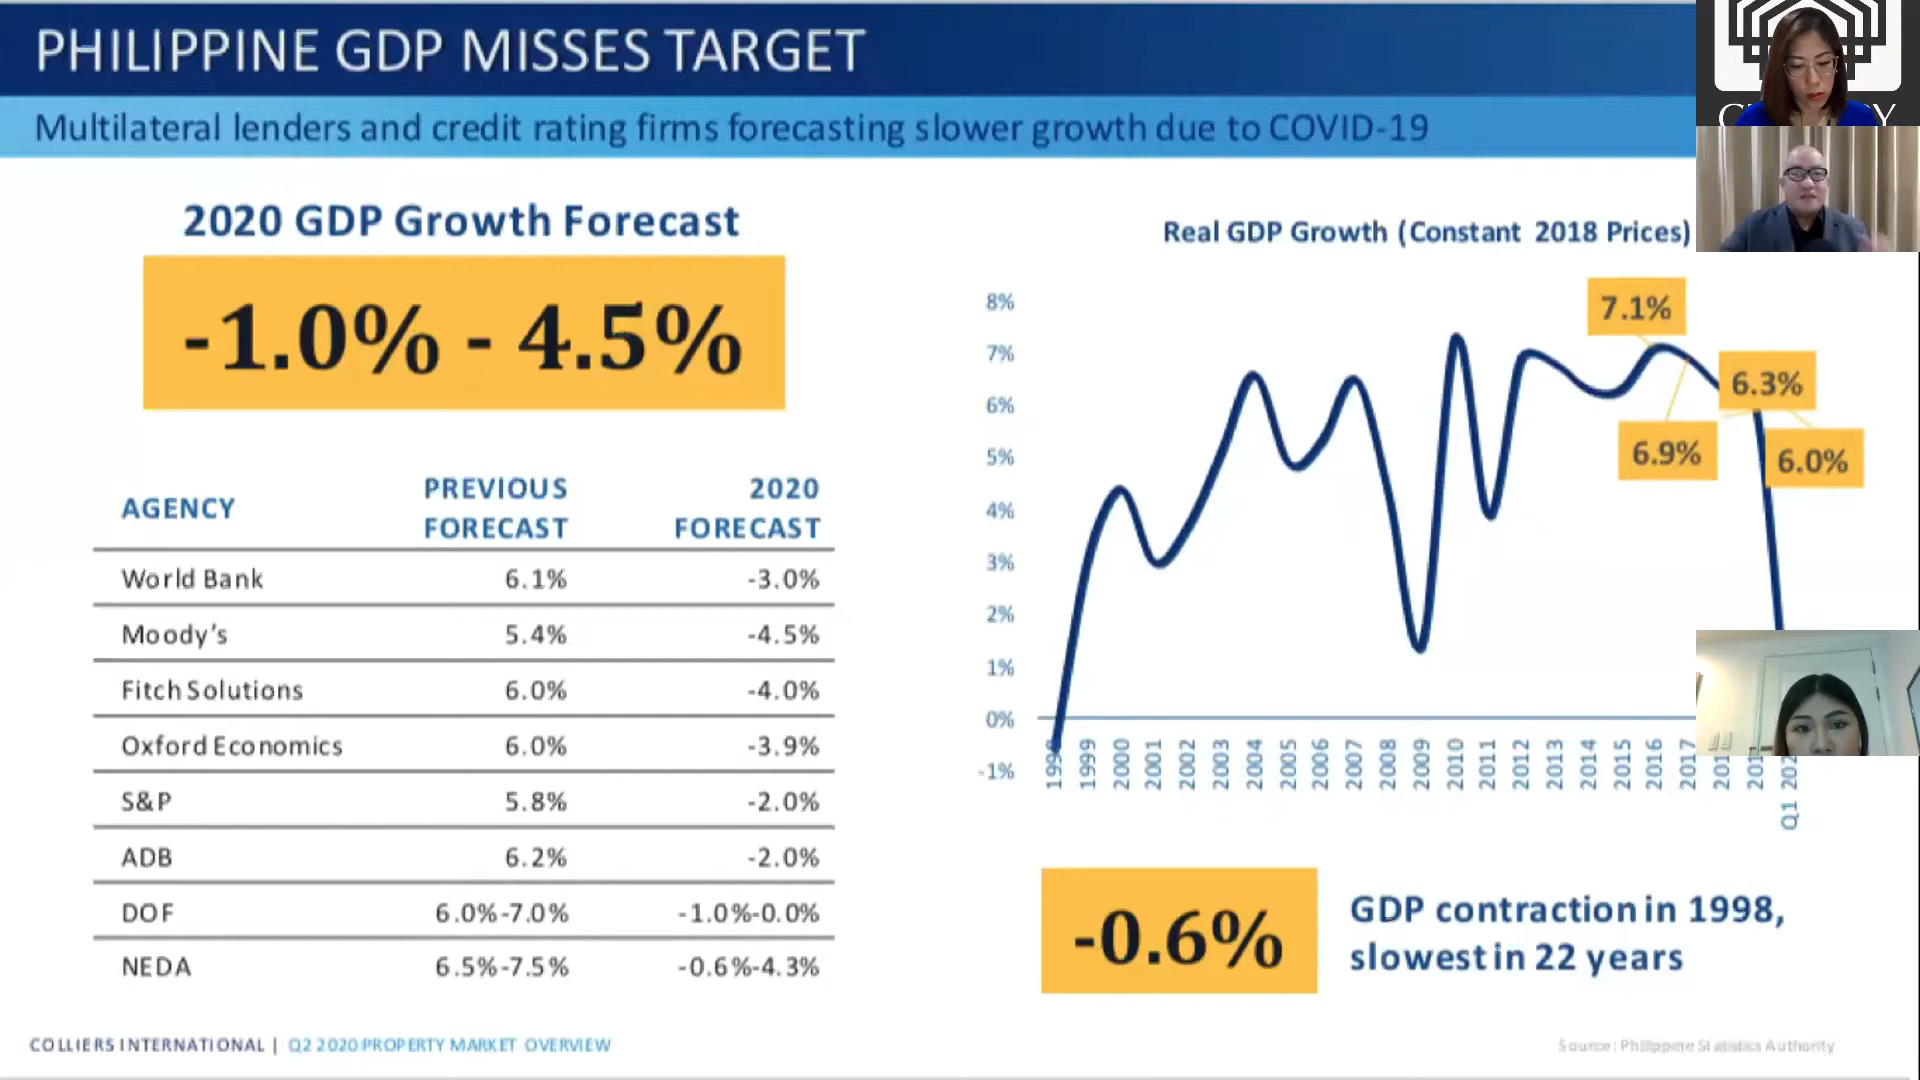 PHILIPPINE GDP MISSES TARGET
Multilateral lenders and credit rating firms forecasting slower growth due to COVID-19
2020 GDP Growth Forecast
-1.0% - 4.5%
AGENCY PREVIOUS FORECAST 2020 FORECAST
World Bank 6.1% -3.0%
Moody's 5.4% -4.5%
Fitch Solutions 6.0% -4.0%
Oxford Economics 6.0% -3.9%
S&P 5.8% -2.0%
ADB 6.2% -2.0%
DOF 6.0%-7.0% -1.0%-0.0%
NEDA 6.5%-7.5% -0.6%-4.3%
Real GDP Growth (Constant 2018 Prices)
8%
7%
6%
5%
4%
3%
2%
1%
0%
-1%
7.1%
6.3%
6.9%
6.0%
1999 2000 2001 2002 2003 2004 2005 2006 2007 2008 2009 2010 2011 2012 2013 2014 2015 2016 2017
Q1
-0.6%
GDP contraction in 1998,
slowest in 22 years
COLLIERS INTERNATIONAL | Q2 2020 PROPERTY MARKET OVERVIEW
Source: Philippine Statistics Authority